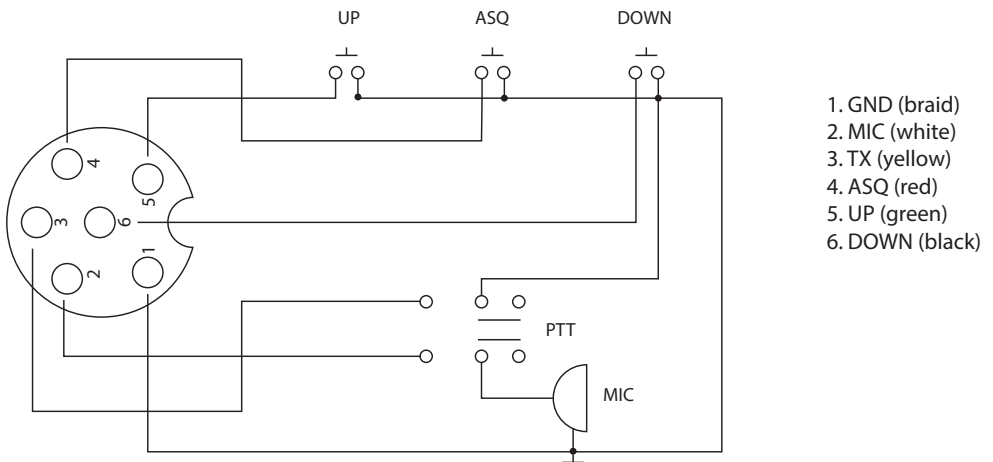 UP
ASQ
DOWN
4
5
3
6
2
1
PTT
MIC
1. GND (braid)
2. MIC (white)
3. TX (yellow)
4. ASQ (red)
5. UP (green)
6. DOWN (black)